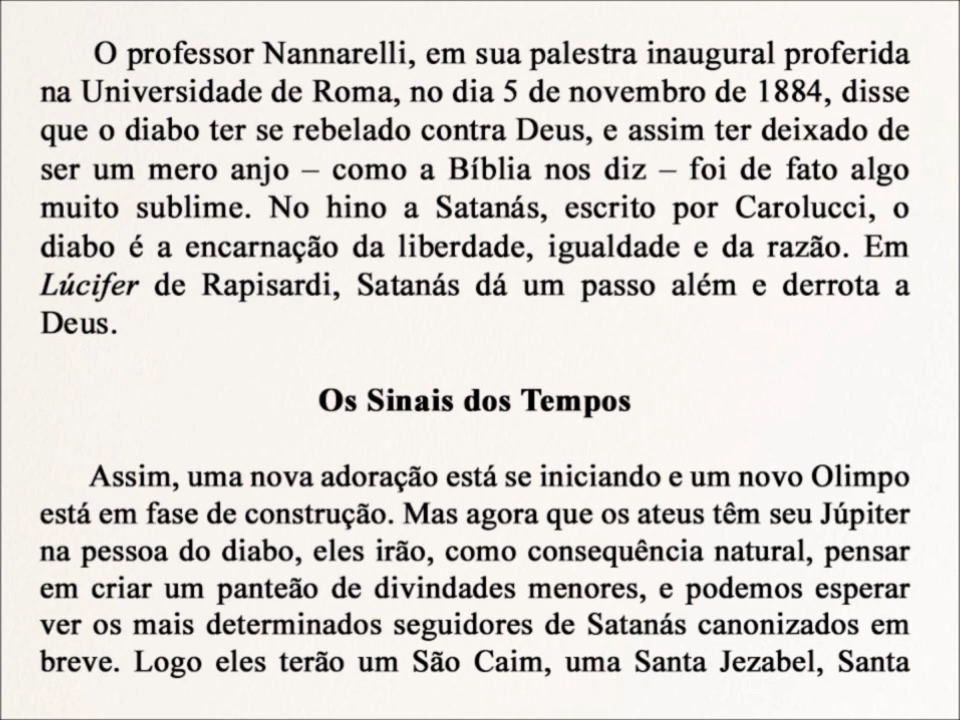 O professor Nannarelli, em sua palestra inaugural proferida
na Universidade de Roma, no dia 5 de novembro de 1884, disse
que o diabo ter se rebelado contra Deus, e assim ter deixado de
ser um mero anjo – como a Bíblia nos diz – foi de fato algo
muito sublime. No hino a Satanás, escrito por Carolucci, o
diabo é a encarnação da liberdade, igualdade e da razão. Em
Lúcifer de Rapisardi, Satanás dá um passo além e derrota a
Deus.
Os Sinais dos Tempos
Assim, uma nova adoração está se iniciando e um novo Olimpo
está em fase de construção. Mas agora que os ateus têm seu Júpiter
na pessoa do diabo, eles irão, como consequência natural, pensar
em criar um panteão de divindades menores, e podemos esperar
ver os mais determinados seguidores de Satanás canonizados em
breve. Logo eles terão um São Caim, uma Santa Jezabel, Santa